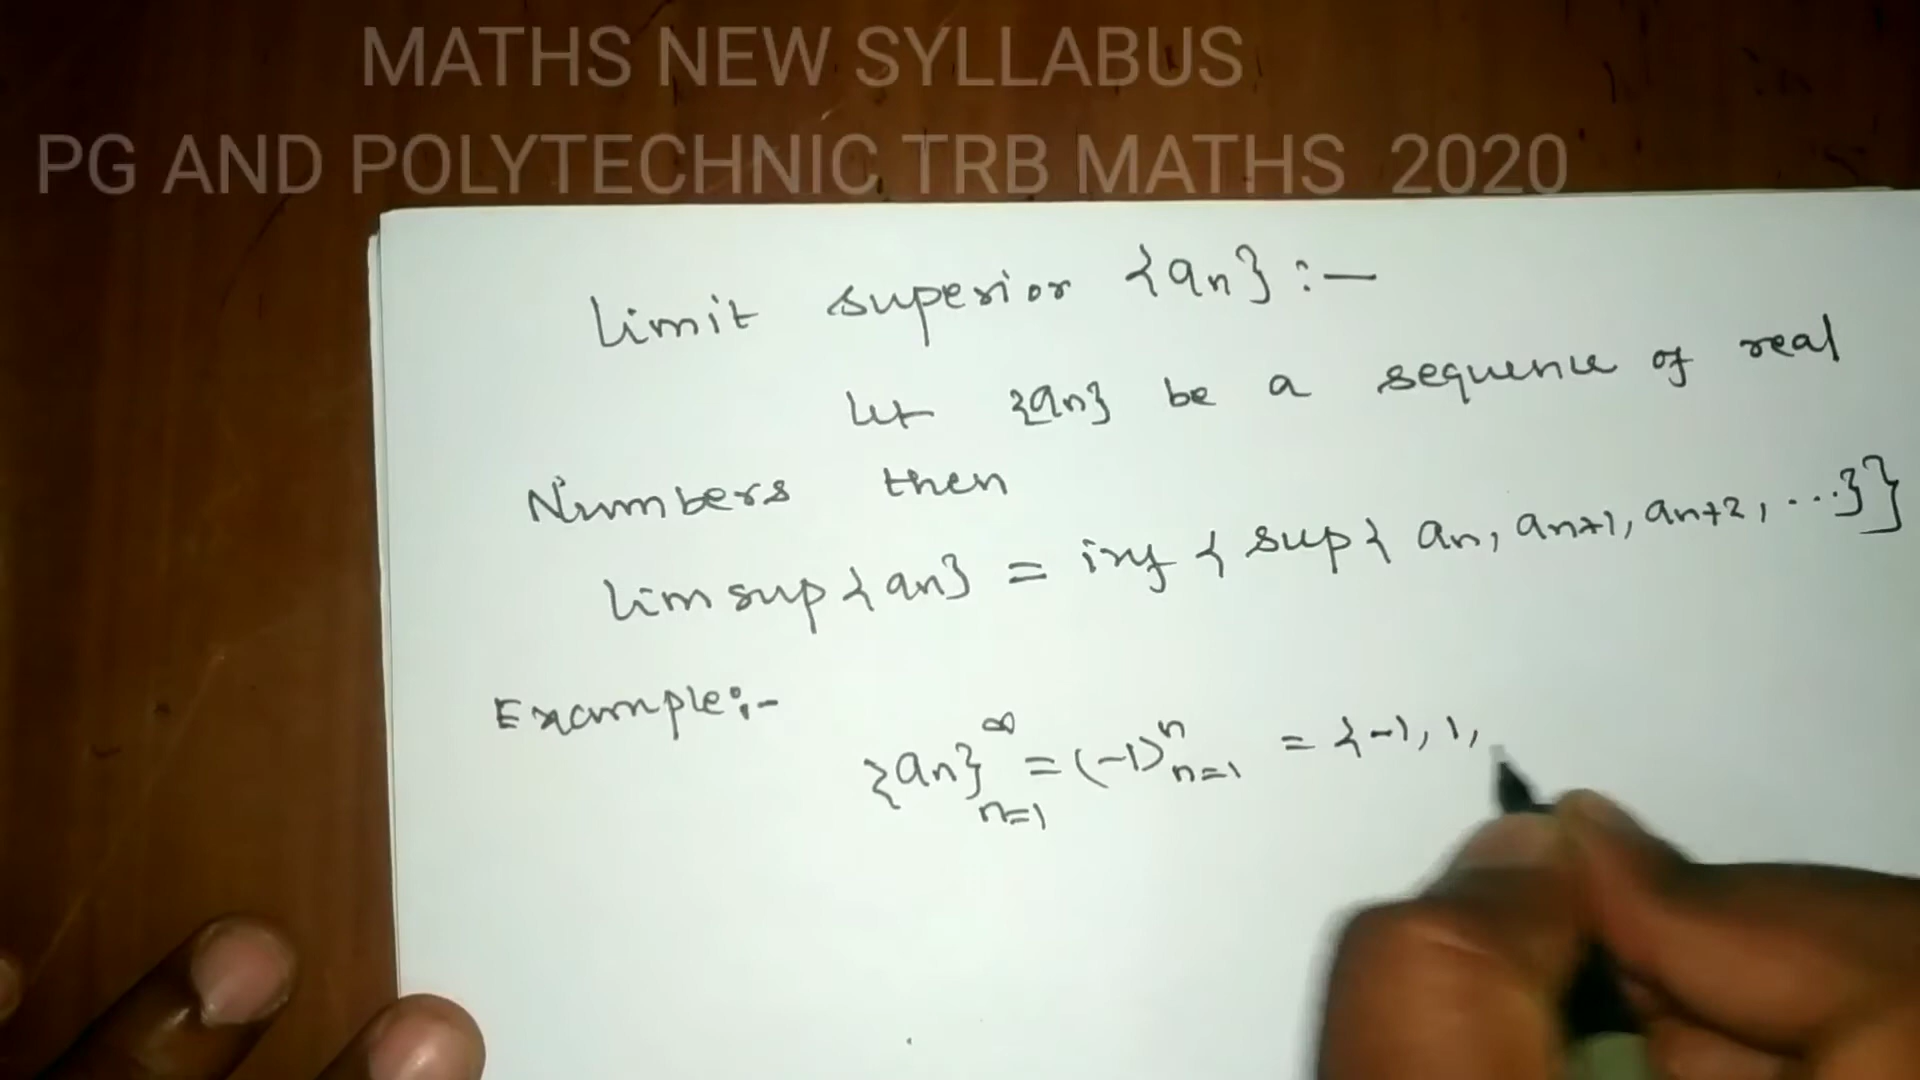 MATHS NEW SYLLABUS
PG AND POLYTECHNIC TRB MATHS 2020
Limit superior {an} :-
Let {an} be a sequence of real
Numbers then
lim sup {an} = inf { sup { an, an+1, an+2, ...}}
Example:-
{an}∞n=1 = (-1)^n n=1 = {-1, 1,